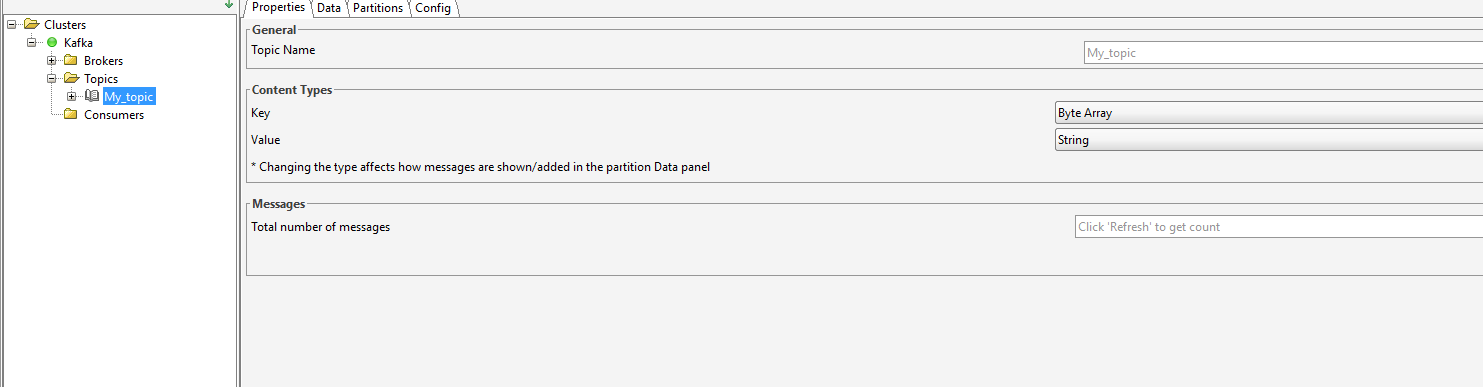 Clusters
Kafka
Brokers
Topics
My_topic
Consumers
Properties Data Partitions Config
General
Topic Name My_topic
Content Types
Key Byte Array
Value String
* Changing the type affects how messages are shown/added in the partition Data panel
Messages
Total number of messages Click 'Refresh' to get count